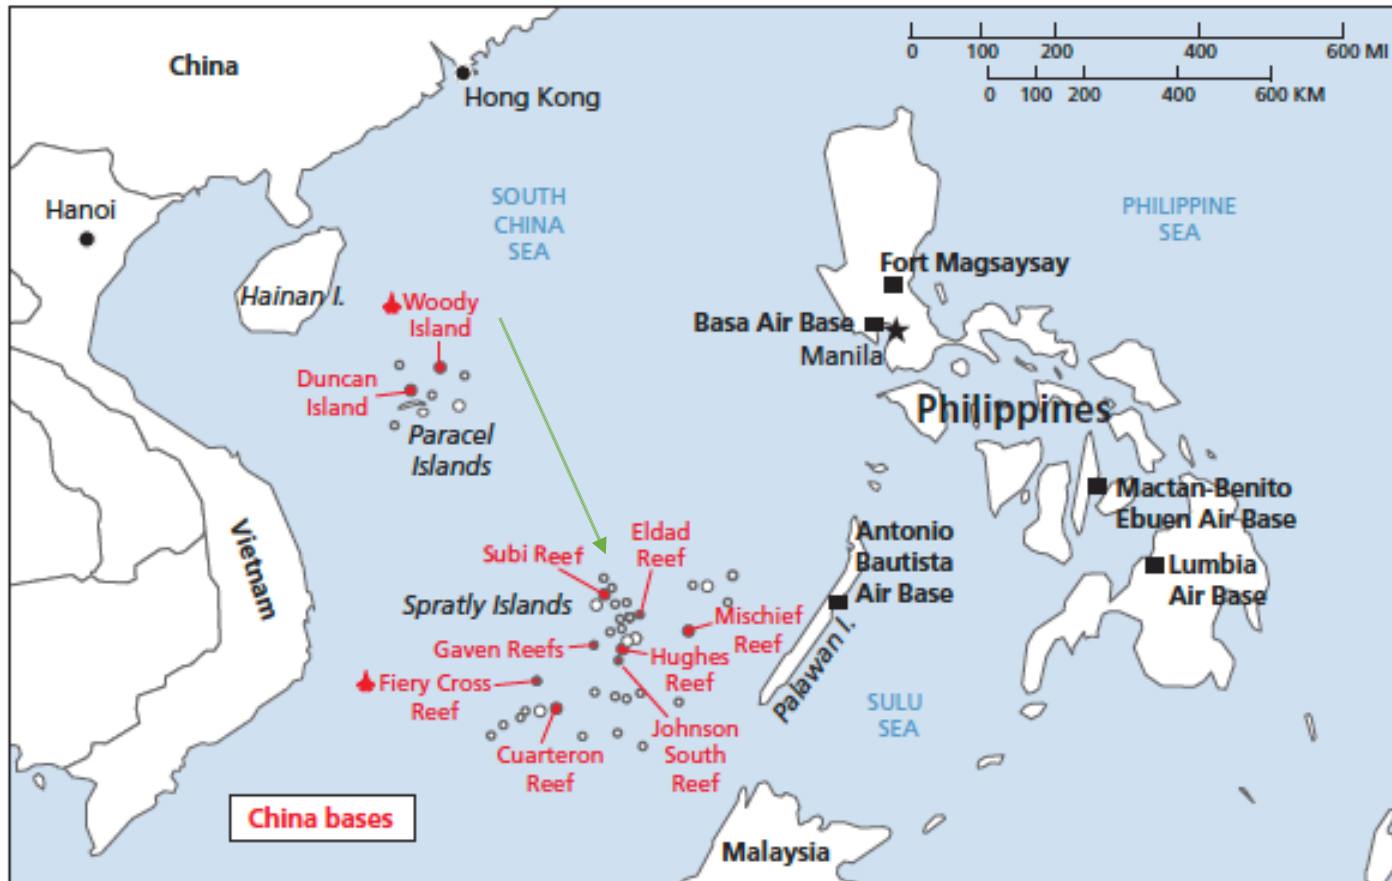 China
Hong Kong
0 100 200 400 600 MI
0 100 200 400 600 KM
Hanoi
SOUTH
CHINA
SEA
PHILIPPINE
SEA
Hainan I.
Fort Magsaysay
Woody
Island
Basa Air Base
Manila
Duncan
Island
Philippines
Paracel
Islands
Mactan-Benito
Ebuen Air Base
Vietnam
Antonio
Bautista
Air Base
Eldad
Reef
Subi Reef
Lumbia
Air Base
Spratly Islands
Mischief
Reef
Gaven Reefs
Hughes
Reef
Palawan I.
Fiery Cross
Reef
SULU
SEA
Johnson
South
Reef
Cuarteron
Reef
China bases
Malaysia